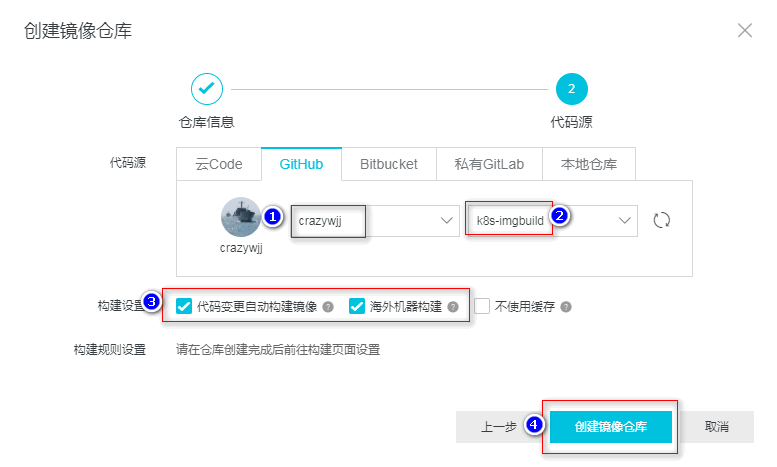 创建镜像仓库
2
仓库信息
代码源
代码源
云Code
GitHub
Bitbucket
私有GitLab
本地仓库
1
crazywjj
k8s-imgbuild
2
crazywjj
构建设置
3
代码变更自动构建镜像 ?
海外机器构建 ?
不使用缓存 ?
构建规则设置
请在仓库创建完成后前往构建页面设置
上一步
4
创建镜像仓库
取消